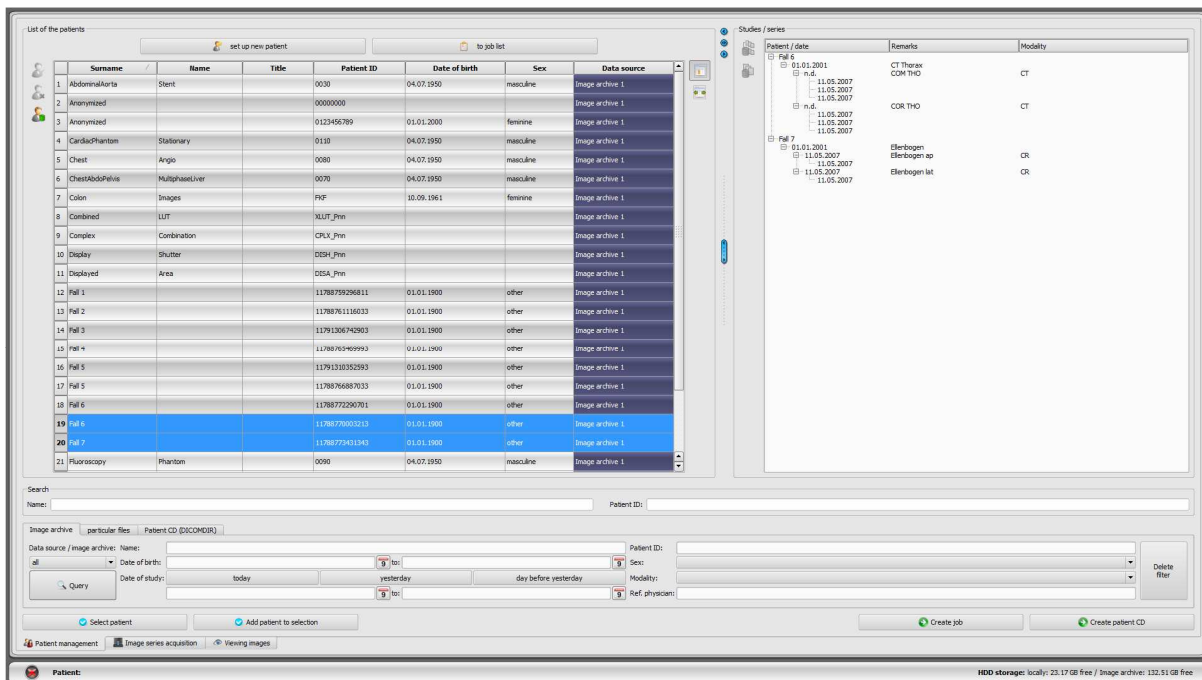 List of the patients
set up new patient to job list
Surname Name Title Patient ID Date of birth Sex Data source
1 AbdominalAorta Stent 0030 04.07.1950 masculine Image archive 1
2 Anonymized 00000000 Image archive 1
3 Anonymized 0123456789 01.01.2000 feminine Image archive 1
4 CardiacPhantom Stationary 0110 04.07.1950 masculine Image archive 1
5 Chest Angio 0080 04.07.1950 masculine Image archive 1
6 ChestAbdoPelvis MultiphaseLiver 0070 04.07.1950 masculine Image archive 1
7 Colon Images FKF 10.09.1961 feminine Image archive 1
8 Combined LUT XLUT_Pnn Image archive 1
9 Complex Combination CPLX_Pnn Image archive 1
10 Display Shutter DISH_Pnn Image archive 1
11 Displayed Area DISA_Pnn Image archive 1
12 Fall 1 11788759296811 01.01.1900 other Image archive 1
13 Fall 2 11788761116033 01.01.1900 other Image archive 1
14 Fall 3 11791306742903 01.01.1900 other Image archive 1
15 Fall 4 11788765469993 01.01.1900 other Image archive 1
16 Fall 5 11791310352593 01.01.1900 other Image archive 1
17 Fall 5 11788766887033 01.01.1900 other Image archive 1
18 Fall 6 11788772290701 01.01.1900 other Image archive 1
19 Fall 6 11788770003213 01.01.1900 other Image archive 1
20 Fall 7 11788773431343 01.01.1900 other Image archive 1
21 Fluoroscopy Phantom 0090 04.07.1950 masculine Image archive 1
Studies / series
Patient / date Remarks Modality
Fall 6
01.01.2001 CT Thorax
n.d. COM THO CT
11.05.2007
11.05.2007
11.05.2007
n.d. COR THO CT
11.05.2007
11.05.2007
11.05.2007
Fall 7
01.01.2001 Ellenbogen
11.05.2007 Ellenbogen ap CR
11.05.2007
11.05.2007 Ellenbogen lat CR
11.05.2007
Search
Name: Patient ID:
Image archive particular files Patient CD (DICOMDIR)
Data source / image archive: Name: Patient ID:
all Date of birth: 9 to: 9 Sex:
Query Date of study: today yesterday day before yesterday Modality:
9 to: 9 Ref. physician:
Delete
filter
Select patient Add patient to selection Create job Create patient CD
Patient management Image series acquisition Viewing images
Patient: HDD storage: locally: 23.17 GB free / Image archive: 132.51 GB free